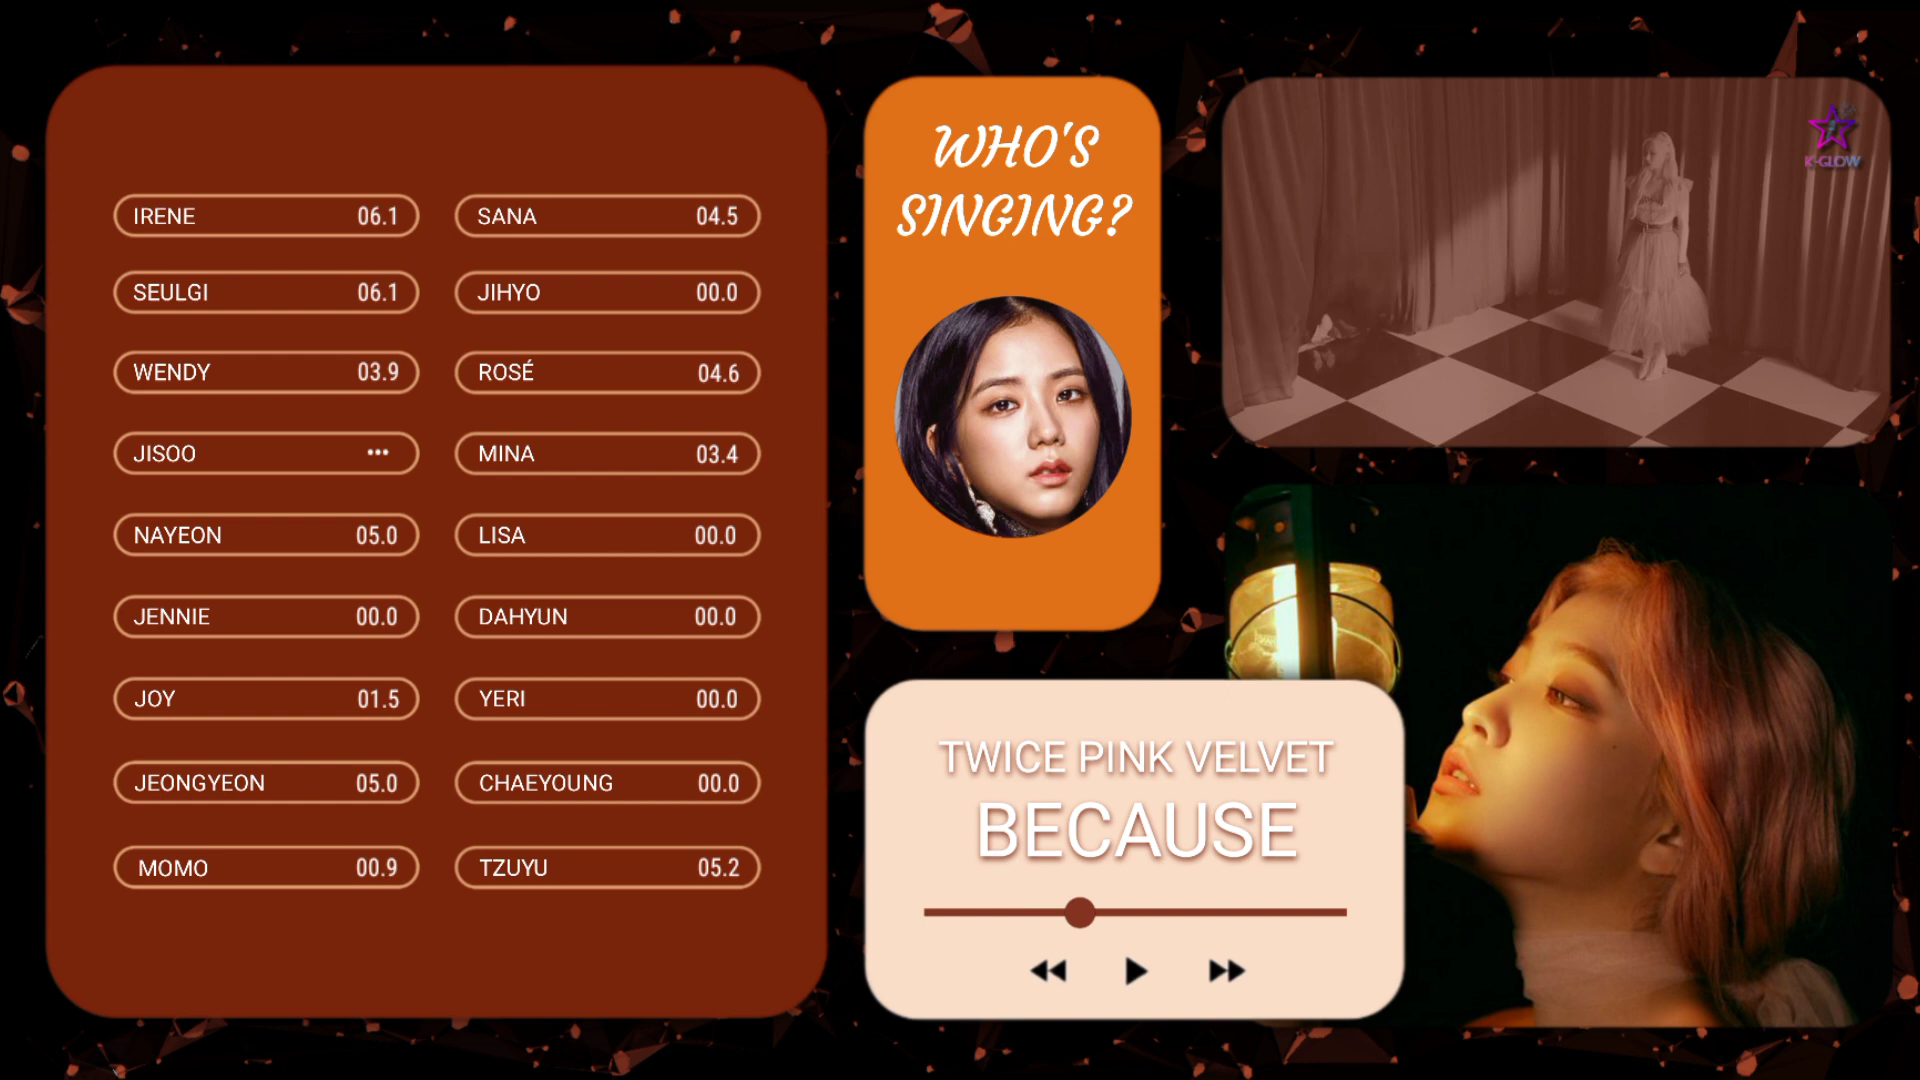 IRENE 06.1
SEULGI 06.1
WENDY 03.9
JISOO •••
NAYEON 05.0
JENNIE 00.0
JOY 01.5
JEONGYEON 05.0
MOMO 00.9
SANA 04.5
JIHYO 00.0
ROSÉ 04.6
MINA 03.4
LISA 00.0
DAHYUN 00.0
YERI 00.0
CHAEYOUNG 00.0
TZUYU 05.2
WHO'S
SINGING?
TWICE PINK VELVET
BECAUSE
K-GLOW